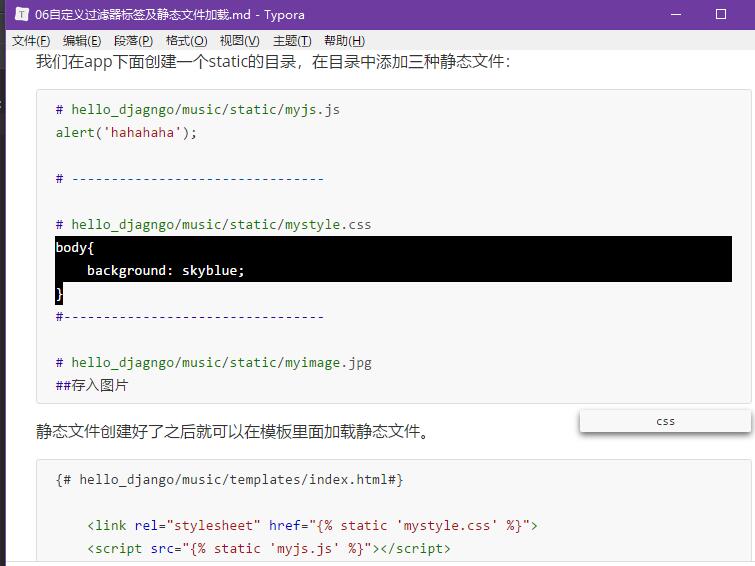 06自定义过滤器标签及静态文件加载.md - Typora
文件(F) 编辑(E) 段落(P) 格式(O) 视图(V) 主题(T) 帮助(H)
我们在app下面创建一个static的目录，在目录中添加三种静态文件：
# hello_djagngo/music/static/myjs.js
alert('hahahaha');
# --------------------------------
# hello_djagngo/music/static/mystyle.css
body{
background: skyblue;
}
#---------------------------------
# hello_djagngo/music/static/myimage.jpg
##存入图片
css
静态文件创建好了之后就可以在模板里面加载静态文件。
{# hello_django/music/templates/index.html#}
<link rel="stylesheet" href="{% static 'mystyle.css' %}">
<script src="{% static 'myjs.js' %}"></script>